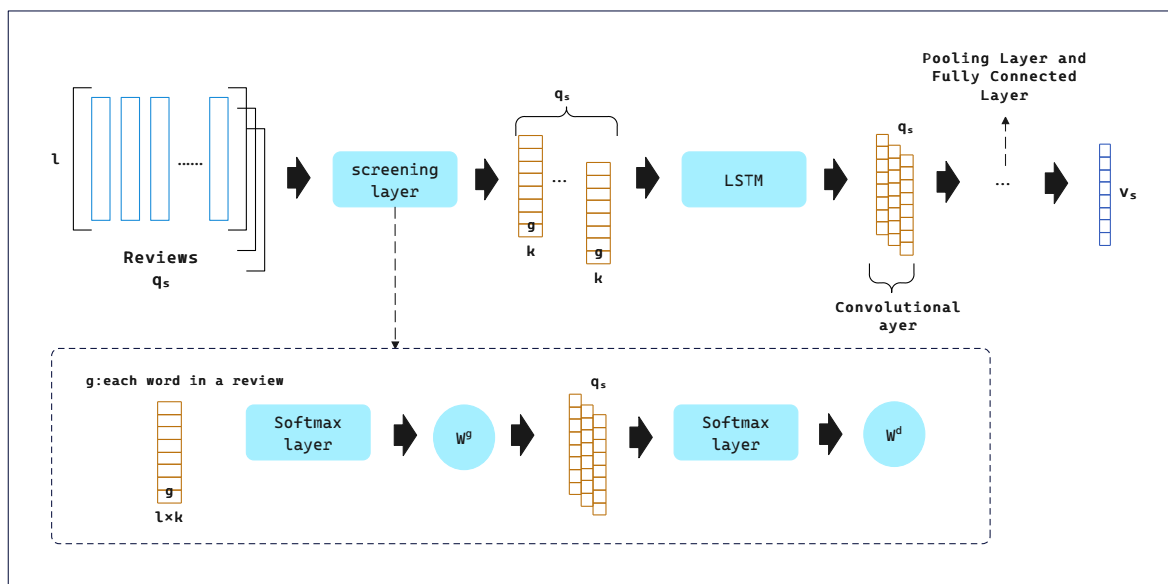 Pooling Layer and
Fully Connected
Layer
qₛ
qₛ
l
......
screening
layer
...
LSTM
...
vₛ
g
k
g
k
Reviews
qₛ
Convolutional
ayer
g:each word in a review
qₛ
Softmax
layer
Wᵍ
Softmax
layer
Wᵈ
g
l×k